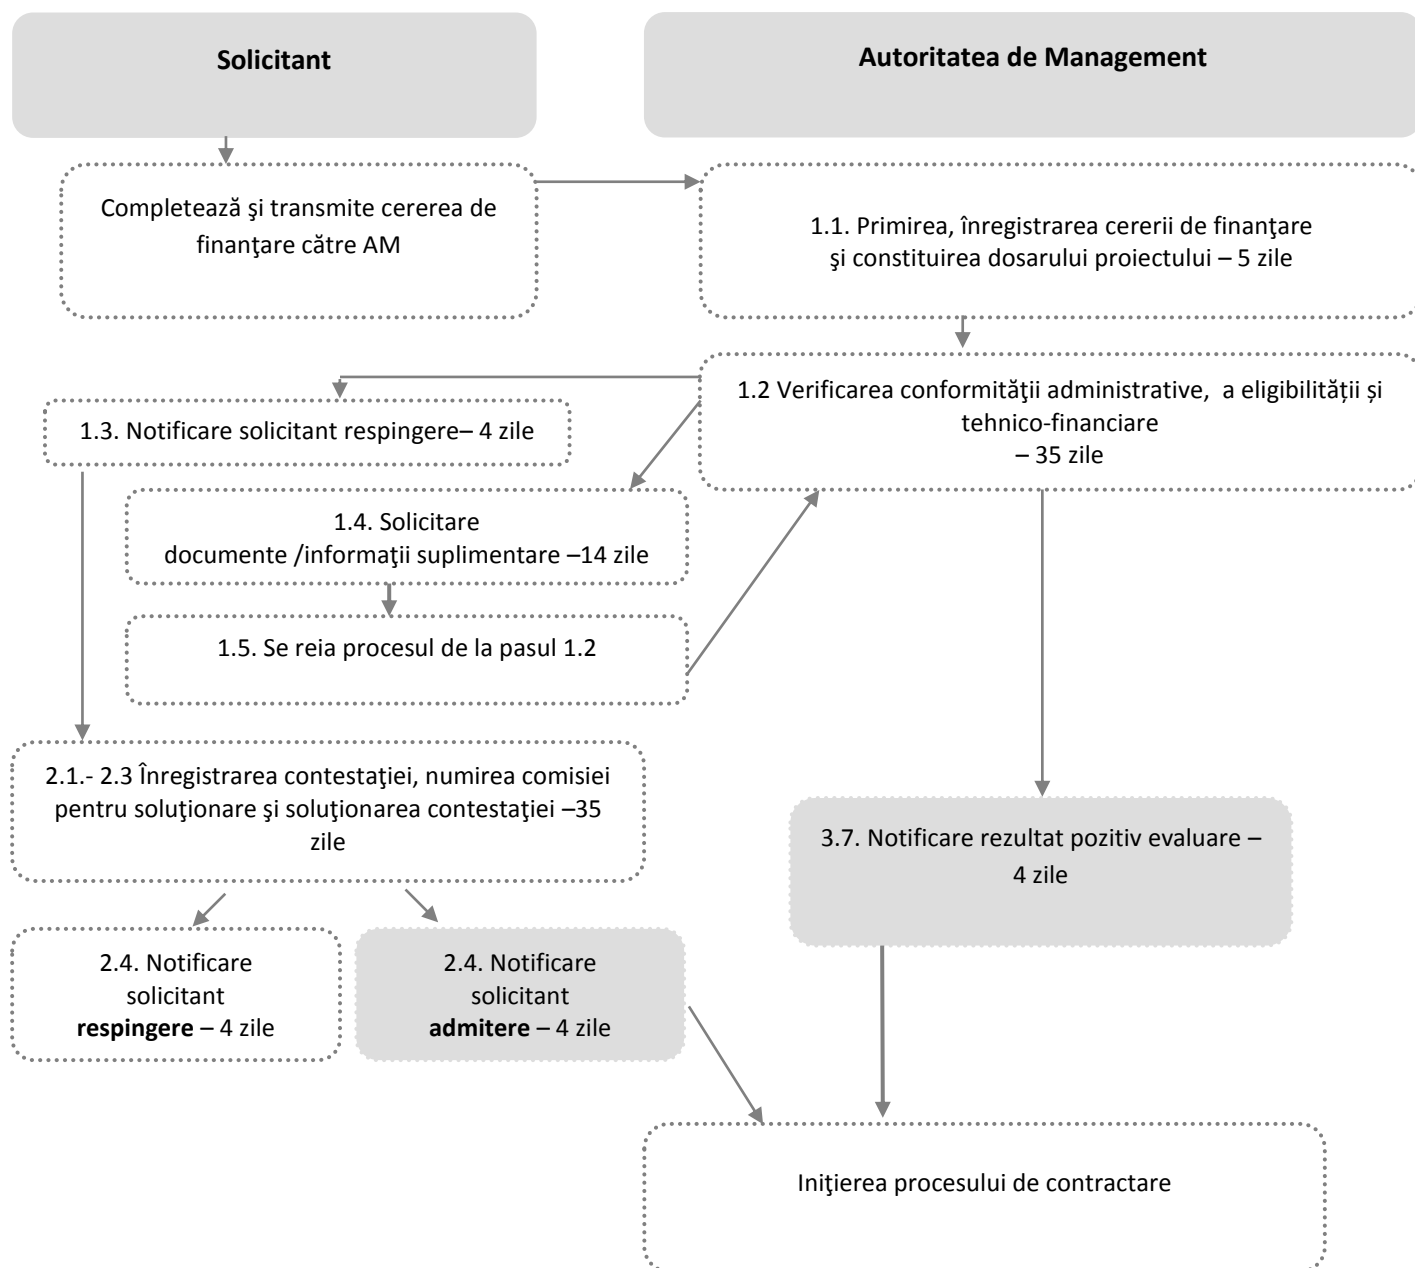 Solicitant
Autoritatea de Management
Completează şi transmite cererea de
finanţare către AM
1.1. Primirea, înregistrarea cererii de finanţare
şi constituirea dosarului proiectului – 5 zile
1.2 Verificarea conformităţii administrative,  a eligibilității și
tehnico-financiare
– 35 zile
1.3. Notificare solicitant respingere– 4 zile
1.4. Solicitare
documente /informaţii suplimentare –14 zile
1.5. Se reia procesul de la pasul 1.2
2.1.- 2.3 Înregistrarea contestaţiei, numirea comisiei
pentru soluţionare şi soluţionarea contestaţiei –35
zile
3.7. Notificare rezultat pozitiv evaluare –
4 zile
2.4. Notificare
solicitant
respingere – 4 zile
2.4. Notificare
solicitant
admitere – 4 zile
Iniţierea procesului de contractare